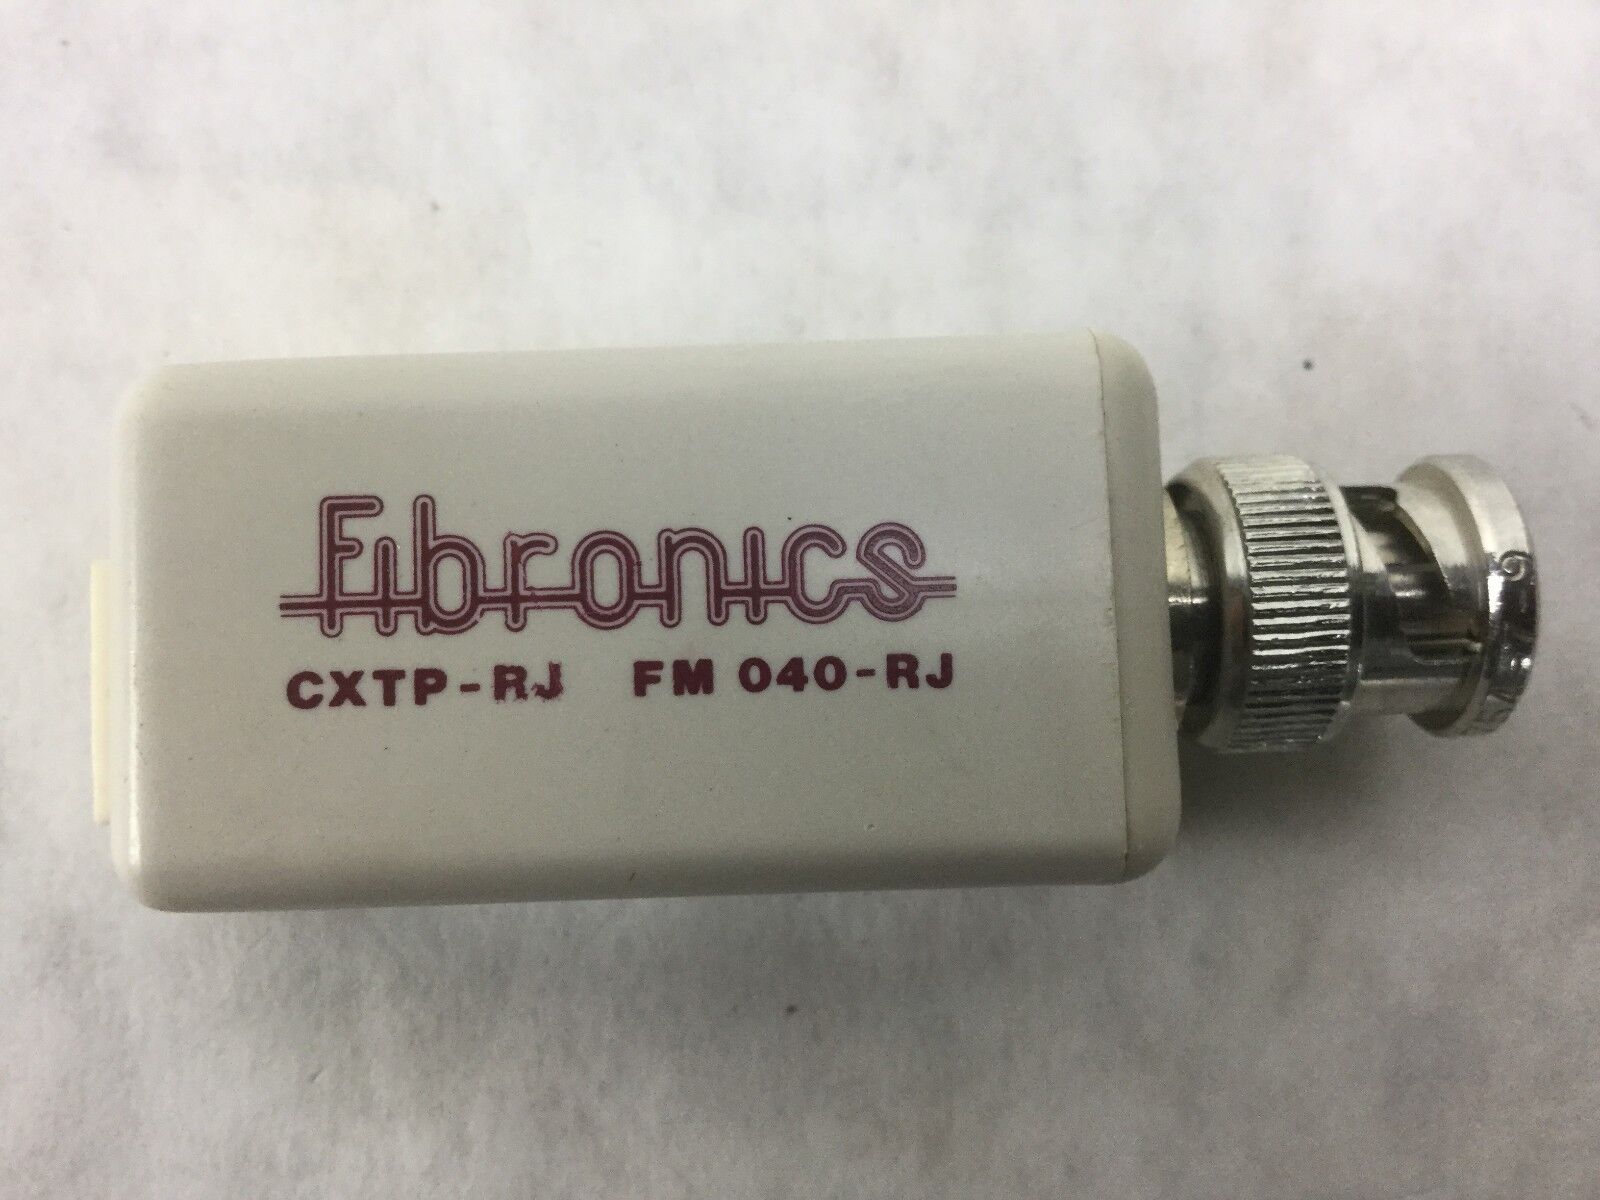 Fibronics
CXTP-RJ FM 040-RJ